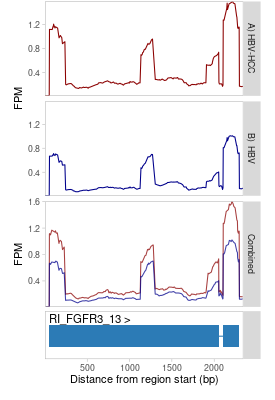 1.2
0.8
0.4
A) HBV-HCC
FPM
1.2
0.8
0.4
B) HBV
1.6
1.2
0.8
0.4
FPM
Combined
RI_FGFR3_13 >
500 1000 1500 2000
Distance from region start (bp)